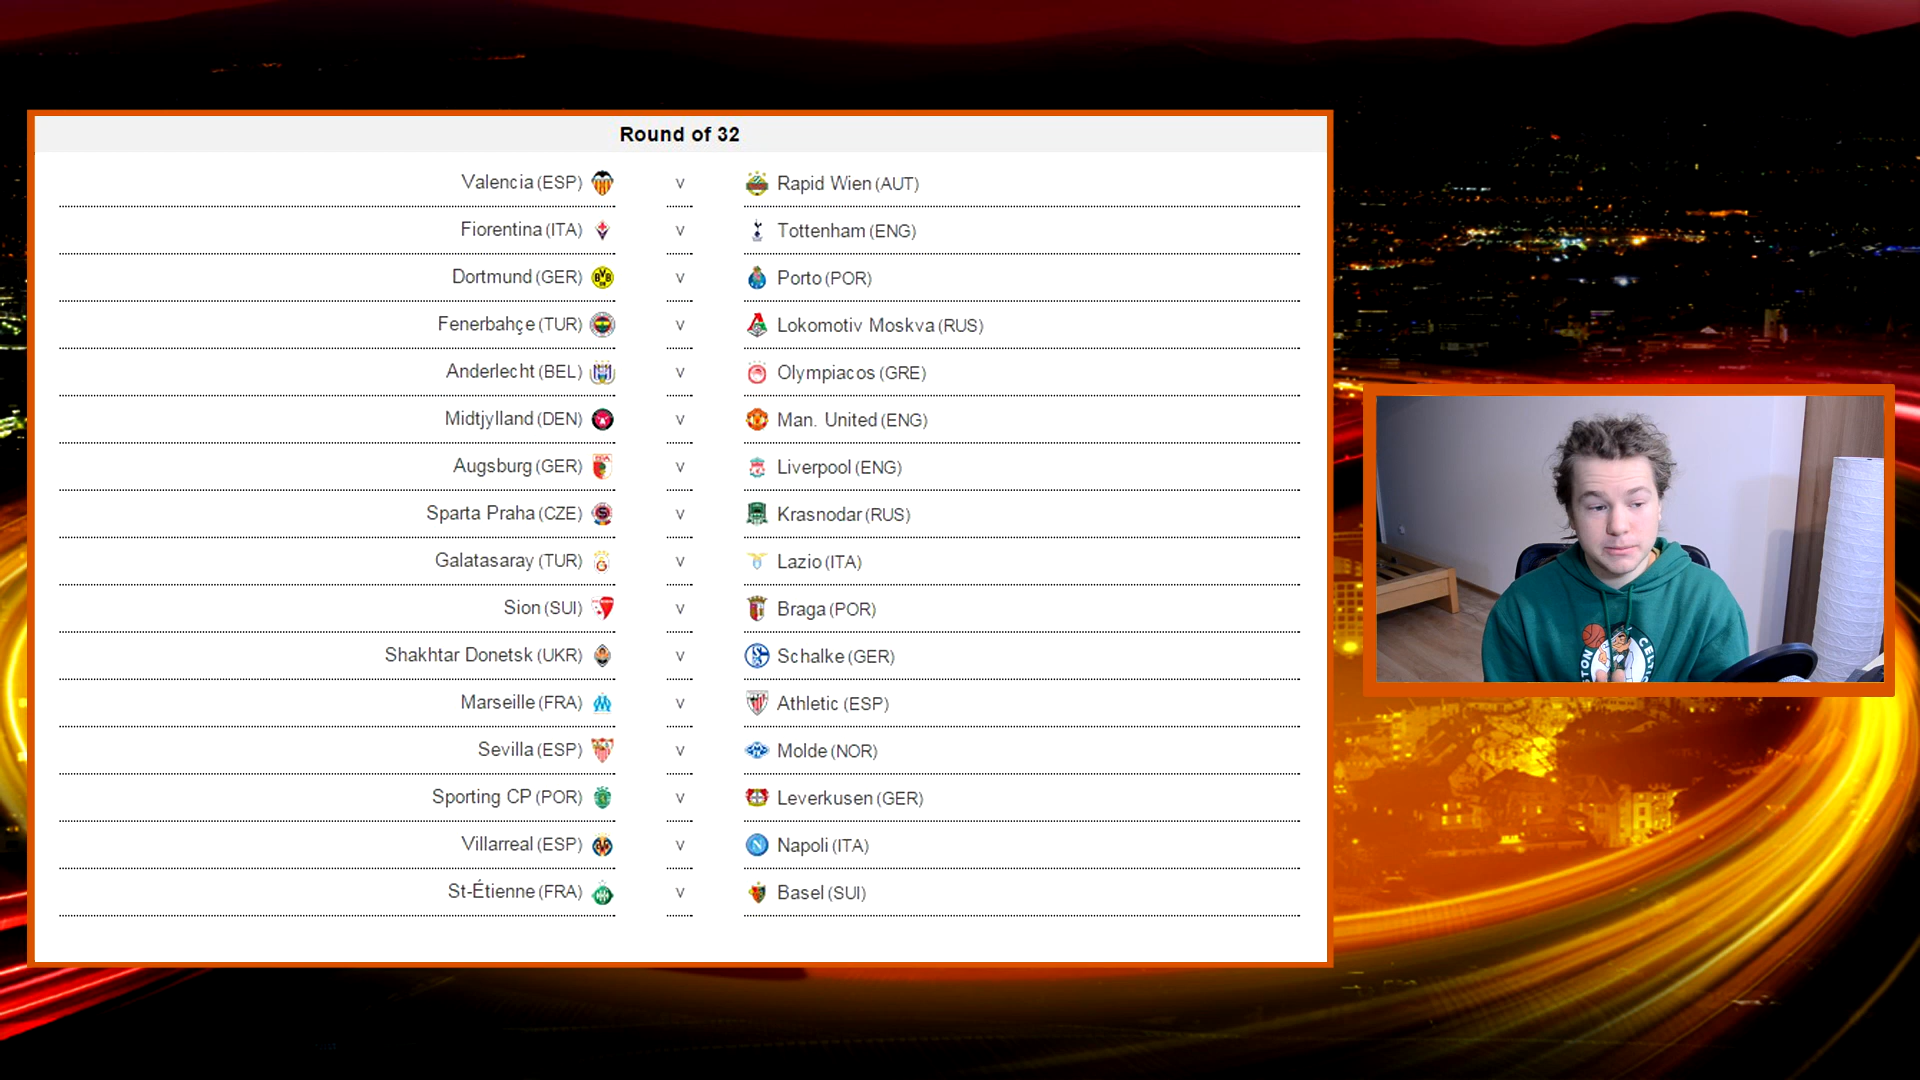 Round of 32
Valencia (ESP) v Rapid Wien (AUT)
Fiorentina (ITA) v Tottenham (ENG)
Dortmund (GER) v Porto (POR)
Fenerbahçe (TUR) v Lokomotiv Moskva (RUS)
Anderlecht (BEL) v Olympiacos (GRE)
Midtjylland (DEN) v Man. United (ENG)
Augsburg (GER) v Liverpool (ENG)
Sparta Praha (CZE) v Krasnodar (RUS)
Galatasaray (TUR) v Lazio (ITA)
Sion (SUI) v Braga (POR)
Shakhtar Donetsk (UKR) v Schalke (GER)
Marseille (FRA) v Athletic (ESP)
Sevilla (ESP) v Molde (NOR)
Sporting CP (POR) v Leverkusen (GER)
Villarreal (ESP) v Napoli (ITA)
St-Étienne (FRA) v Basel (SUI)